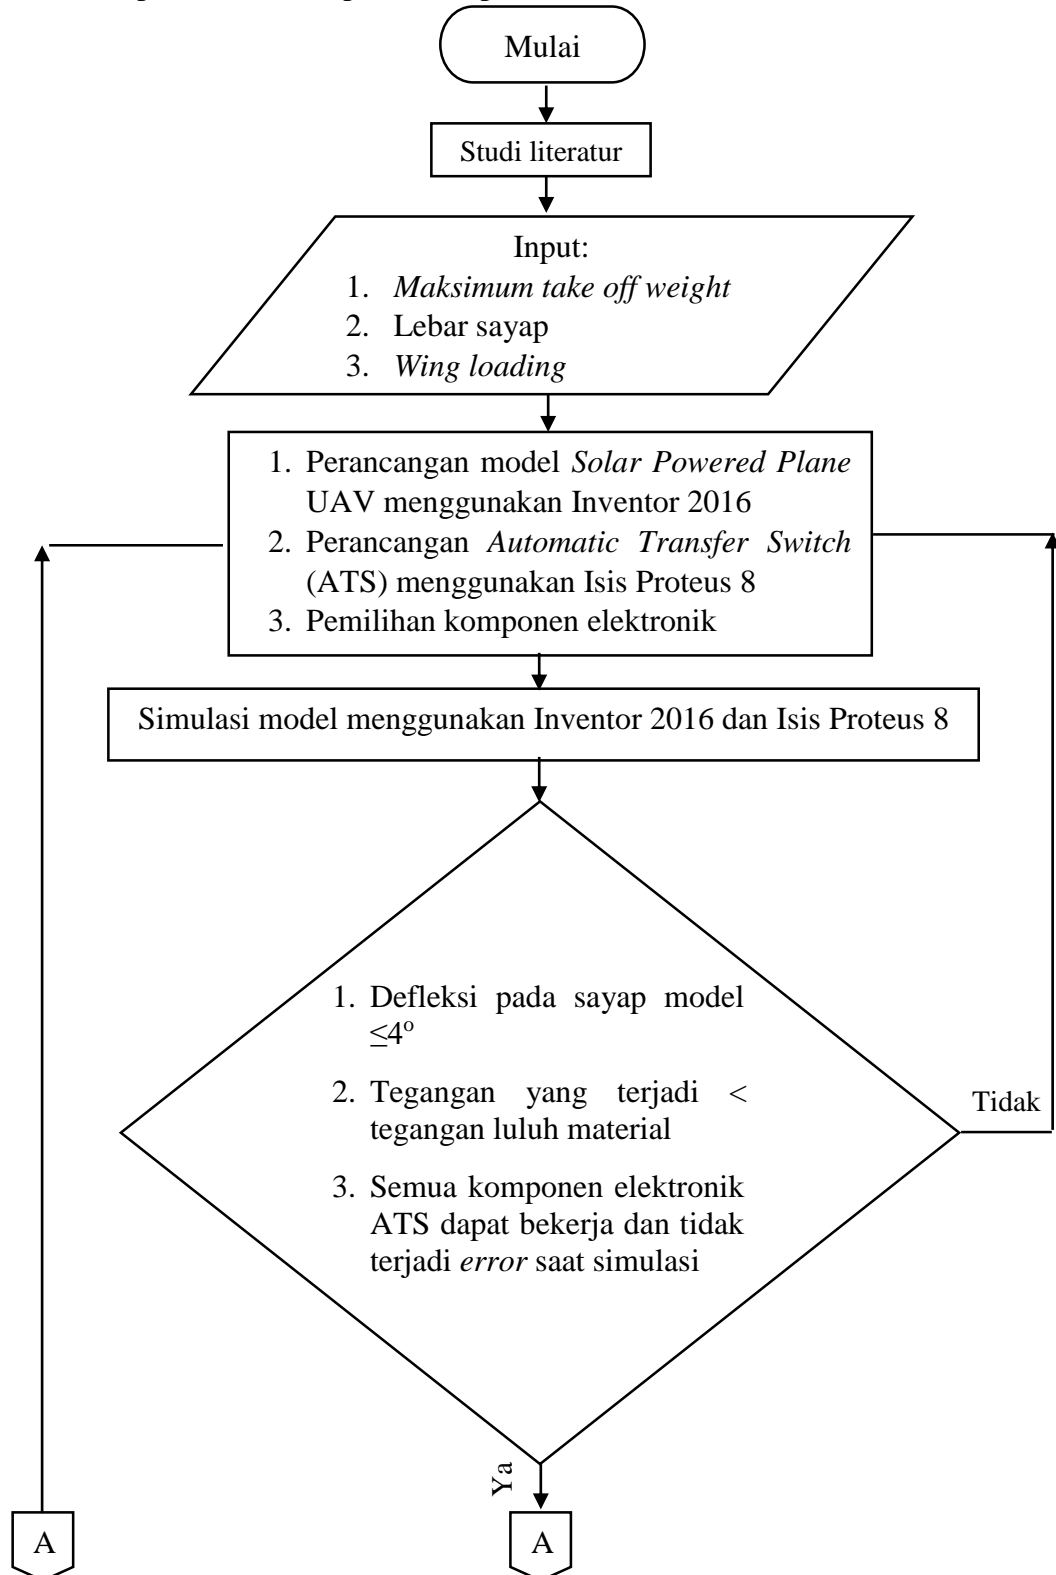 Mulai
Studi literatur
Input:
1. Maksimum take off weight
2. Lebar sayap
3. Wing loading
1. Perancangan model Solar Powered Plane
UAV menggunakan Inventor 2016
2. Perancangan Automatic Transfer Switch
(ATS) menggunakan Isis Proteus 8
3. Pemilihan komponen elektronik
Simulasi model menggunakan Inventor 2016 dan Isis Proteus 8
1. Defleksi pada sayap model
≤4°
2. Tegangan yang terjadi <
tegangan luluh material
3. Semua komponen elektronik
ATS dapat bekerja dan tidak
terjadi error saat simulasi
Tidak
Ya
A
A